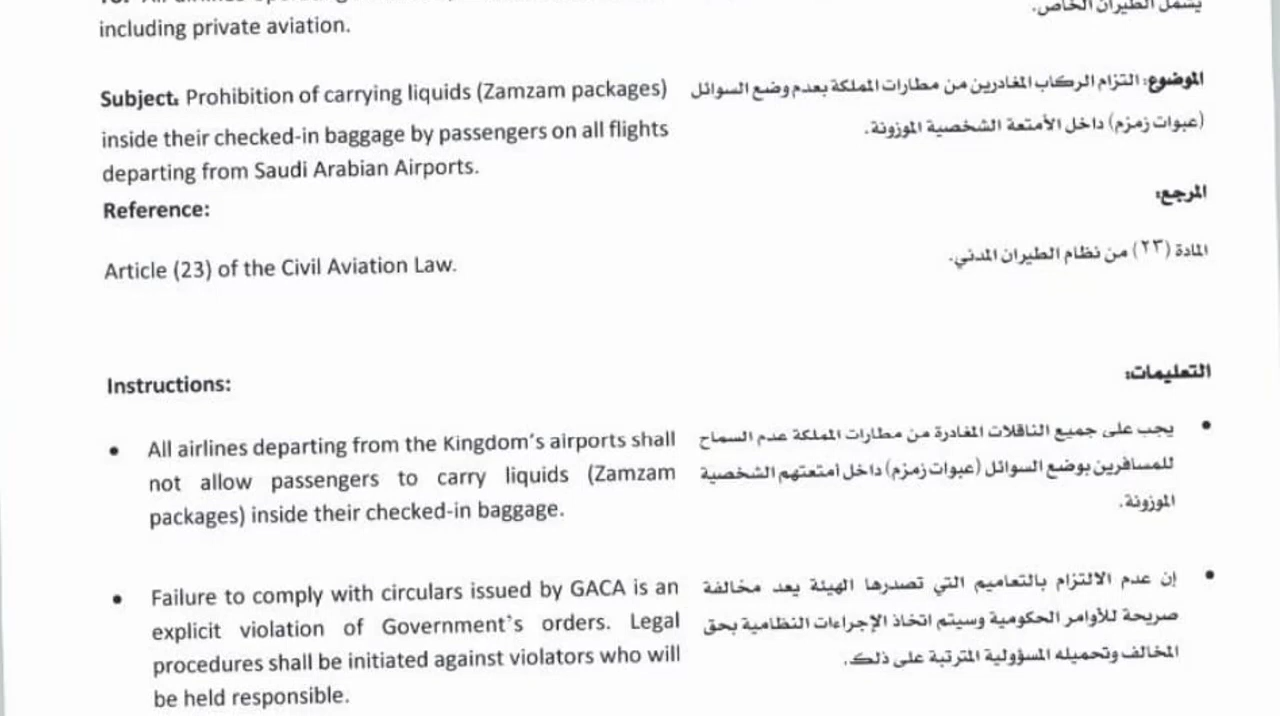 including private aviation.
يشمل الطيران الخاص.
Subject: Prohibition of carrying liquids (Zamzam packages)
inside their checked-in baggage by passengers on all flights
departing from Saudi Arabian Airports.
الموضوع: التزام الركاب المغادرين من مطارات المملكة بعدم وضع السوائل
(عبوات زمزم) داخل الأمتعة الشخصية الموزونة.
Reference:
المرجع:
Article (23) of the Civil Aviation Law.
المادة (٢٣) من نظام الطيران المدني.
Instructions:
التعليمات:
• All airlines departing from the Kingdom's airports shall
not allow passengers to carry liquids (Zamzam
packages) inside their checked-in baggage.
• يجب على جميع الناقلات المغادرة من مطارات المملكة عدم السماح
للمسافرين بوضع السوائل (عبوات زمزم) داخل أمتعتهم الشخصية
الموزونة.
• Failure to comply with circulars issued by GACA is an
explicit violation of Government's orders. Legal
procedures shall be initiated against violators who will
be held responsible.
• إن عدم الالتزام بالتعاميم التي تصدرها الهيئة يعد مخالفة
صريحة للأوامر الحكومية وسيتم اتخاذ الإجراءات النظامية بحق
المخالف وتحميله المسؤولية المترتبة على ذلك.